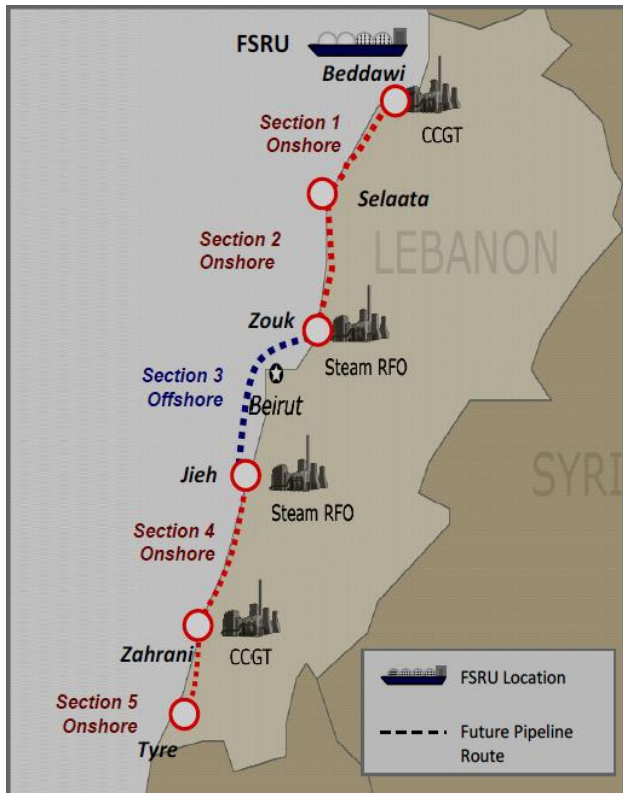 FSRU
Beddawi
Section 1
Onshore
CCGT
Selaata
Section 2
Onshore
LEBANON
Zouk
Steam RFO
Section 3
Offshore
Beirut
SYRI
Jieh
Steam RFO
Section 4
Onshore
Zahrani
CCGT
Section 5
Onshore
Tyre
FSRU Location
Future Pipeline
Route